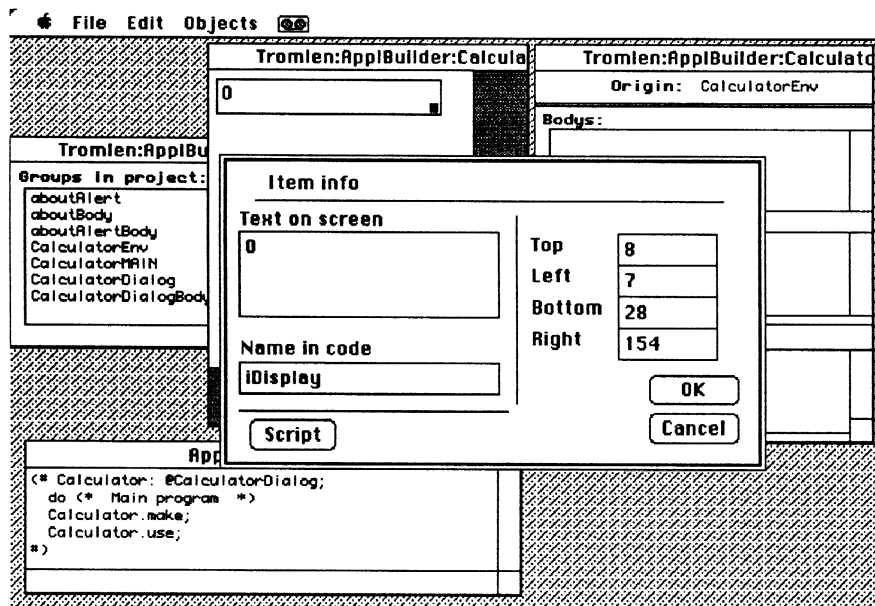 File Edit Objects
Tromlen:ApplBuilder:Calcula
0
Tromlen:ApplBuilder:Calculato
Origin: CalculatorEnv
Bodys:
Tromlen:ApplBu
Groups in project:
aboutAlert
aboutBody
aboutAlertBody
CalculatorEnv
CalculatorMAIN
CalculatorDialog
CalculatorDialogBody
Item info
Text on screen
0
Name in code
iDisplay
Script
Top 8
Left 7
Bottom 28
Right 154
OK
Cancel
App
(# Calculator: @CalculatorDialog;
do (* Main program *)
Calculator.make;
Calculator.use;
#)